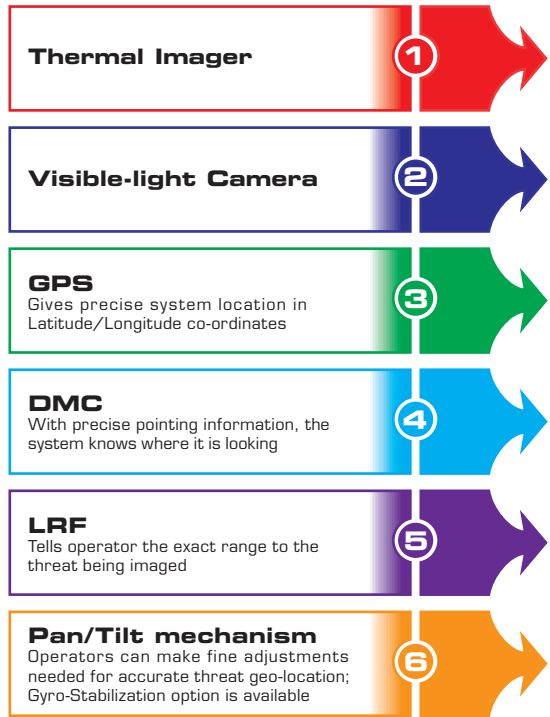 Thermal Imager
1
Visible-light Camera
2
GPS
Gives precise system location in
Latitude/Longitude co-ordinates
3
DMC
With precise pointing information, the
system knows where it is looking
4
LRF
Tells operator the exact range to the
threat being imaged
5
Pan/Tilt mechanism
Operators can make fine adjustments
needed for accurate threat geo-location;
Gyro-Stabilization option is available
6